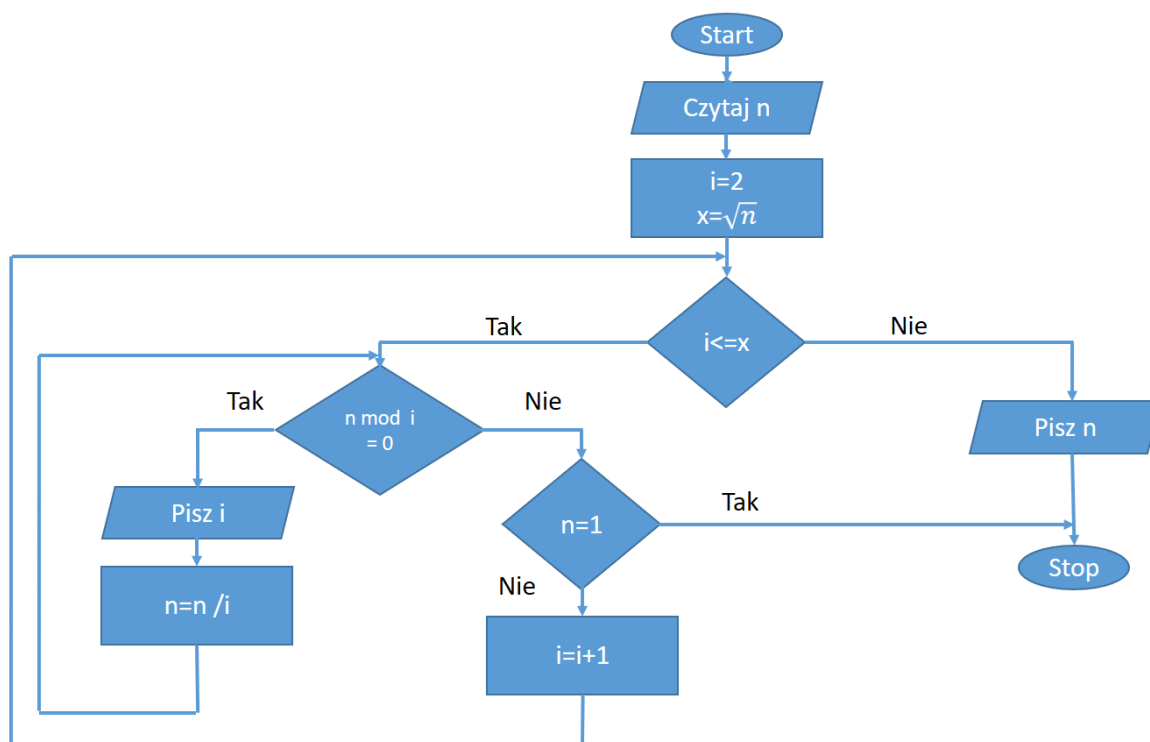 Start
Czytaj n
i=2
x=√n
i<=x
Tak
Nie
n mod i
= 0
Tak
Nie
Pisz n
Pisz i
n=1
Tak
Nie
Stop
n=n /i
i=i+1